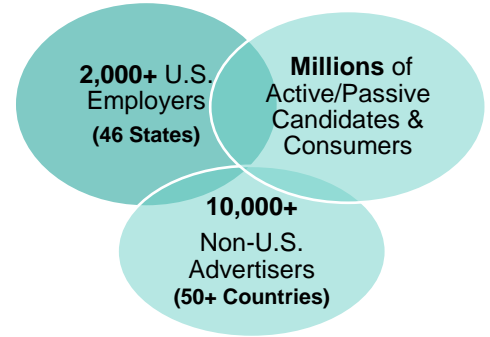 2,000+ U.S.
Employers
(46 States)
Millions of
Active/Passive
Candidates &
Consumers
10,000+
Non-U.S.
Advertisers
(50+ Countries)